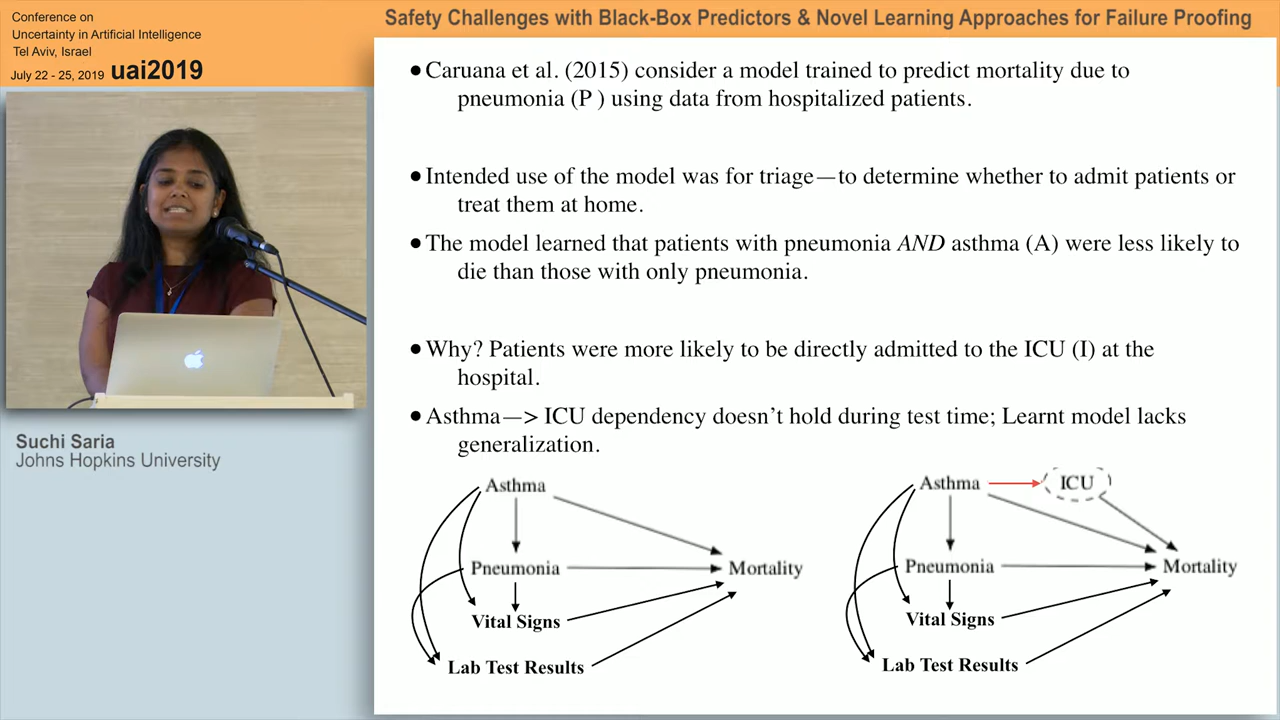 Conference on
Uncertainty in Artificial Intelligence
Tel Aviv, Israel
July 22 - 25, 2019 uai2019
Safety Challenges with Black-Box Predictors & Novel Learning Approaches for Failure Proofing
● Caruana et al. (2015) consider a model trained to predict mortality due to
pneumonia (P ) using data from hospitalized patients.
● Intended use of the model was for triage—to determine whether to admit patients or
treat them at home.
● The model learned that patients with pneumonia AND asthma (A) were less likely to
die than those with only pneumonia.
● Why? Patients were more likely to be directly admitted to the ICU (I) at the
hospital.
● Asthma—> ICU dependency doesn't hold during test time; Learnt model lacks
generalization.
Suchi Saria
Johns Hopkins University
Asthma
Pneumonia
Mortality
Vital Signs
Lab Test Results
Asthma
ICU
Pneumonia
Mortality
Vital Signs
Lab Test Results